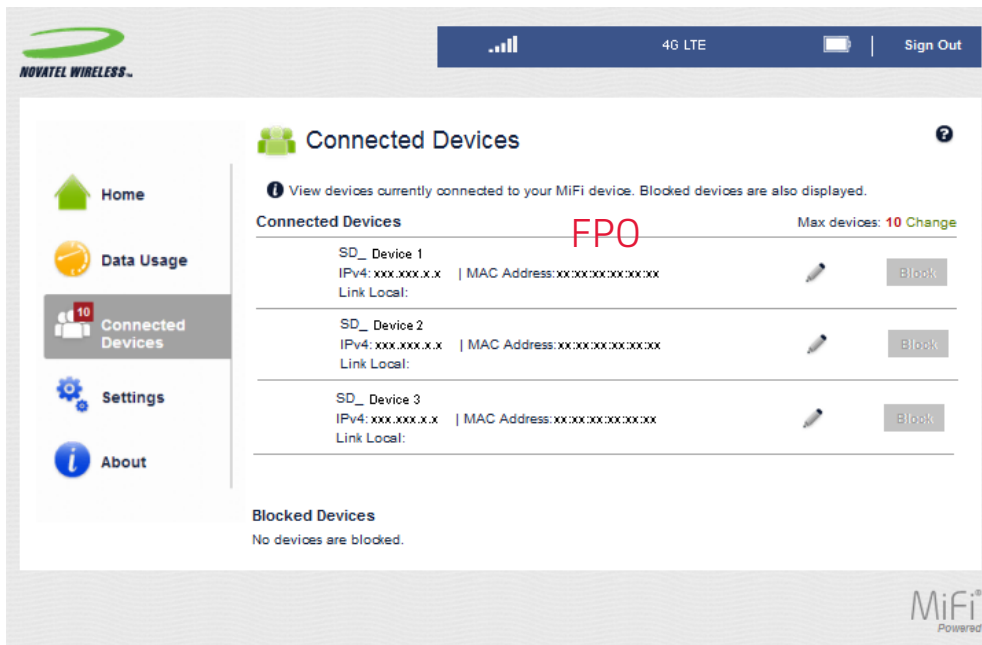 NOVATEL WIRELESS™
4G LTE
Sign Out
Connected Devices
Home
Data Usage
10
Connected
Devices
Settings
About
View devices currently connected to your MiFi device. Blocked devices are also displayed.
Connected Devices
FPO
Max devices: 10 Change
SD_ Device 1
IPv4: xxx.xxx.x.x | MAC Address:xx:xx:xx:xx:xx:xx
Link Local:
Block
SD_ Device 2
IPv4: xxx.xxx.x.x | MAC Address:xx:xx:xx:xx:xx:xx
Link Local:
Block
SD_ Device 3
IPv4: xxx.xxx.x.x | MAC Address:xx:xx:xx:xx:xx:xx
Link Local:
Block
Blocked Devices
No devices are blocked.
MiFi®
Powered